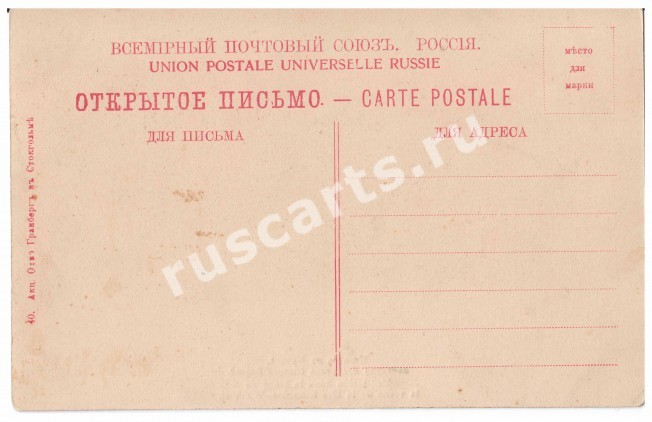 ВСЕМІРНЫЙ ПОЧТОВЫЙ СОЮЗЪ. РОССІЯ.
UNION POSTALE UNIVERSELLE RUSSIE
ОТКРЫТОЕ ПИСЬМО. — CARTE POSTALE
мѣсто
для
марки
ДЛЯ ПИСЬМА
ДЛЯ АДРЕСА
40. Акц. О-ва Гранбергъ въ Стокгольмѣ
ruscarts.ru